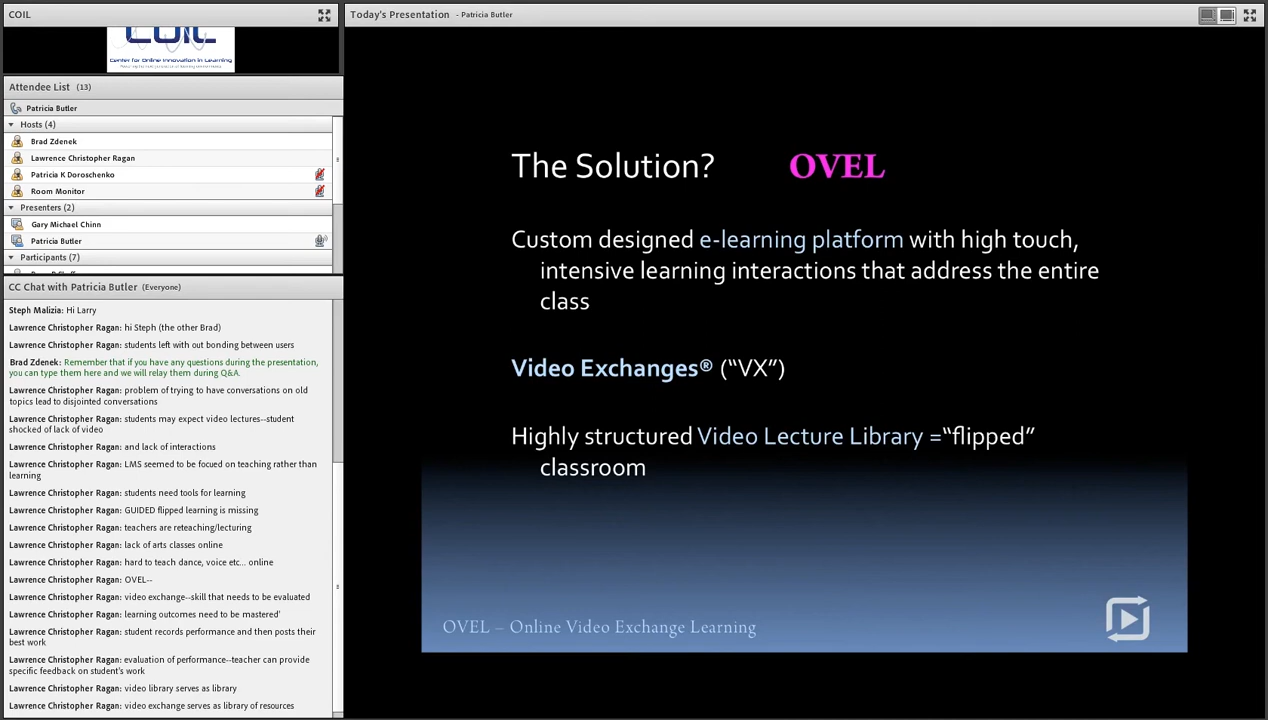 COIL
COIL
Center for Online Innovation in Learning
Attendee List (13)
Patricia Butler
Hosts (4)
Brad Zdenek
Lawrence Christopher Ragan
Patricia K Doroschenko
Room Monitor
Presenters (2)
Gary Michael Chinn
Patricia Butler
Participants (7)
CC Chat with Patricia Butler (Everyone)
Steph Malizia: Hi Larry
Lawrence Christopher Ragan: hi Steph (the other Brad)
Lawrence Christopher Ragan: students left with out bonding between users
Brad Zdenek: Remember that if you have any questions during the presentation,
you can type them here and we will relay them during Q&A.
Lawrence Christopher Ragan: problem of trying to have conversations on old
topics lead to disjointed conversations
Lawrence Christopher Ragan: students may expect video lectures--student
shocked of lack of video
Lawrence Christopher Ragan: and lack of interactions
Lawrence Christopher Ragan: LMS seemed to be focused on teaching rather than
learning
Lawrence Christopher Ragan: students need tools for learning
Lawrence Christopher Ragan: GUIDED flipped learning is missing
Lawrence Christopher Ragan: teachers are reteaching/lecturing
Lawrence Christopher Ragan: lack of arts classes online
Lawrence Christopher Ragan: hard to teach dance, voice etc... online
Lawrence Christopher Ragan: OVEL--
Lawrence Christopher Ragan: video exchange--skill that needs to be evaluated
Lawrence Christopher Ragan: learning outcomes need to be mastered'
Lawrence Christopher Ragan: student records performance and then posts their
best work
Lawrence Christopher Ragan: evaluation of performance--teacher can provide
specific feedback on student's work
Lawrence Christopher Ragan: video library serves as library
Lawrence Christopher Ragan: video exchange serves as library of resources
Today's Presentation - Patricia Butler
The Solution? OVEL
Custom designed e-learning platform with high touch,
intensive learning interactions that address the entire
class
Video Exchanges® (“VX”)
Highly structured Video Lecture Library =“flipped”
classroom
OVEL – Online Video Exchange Learning